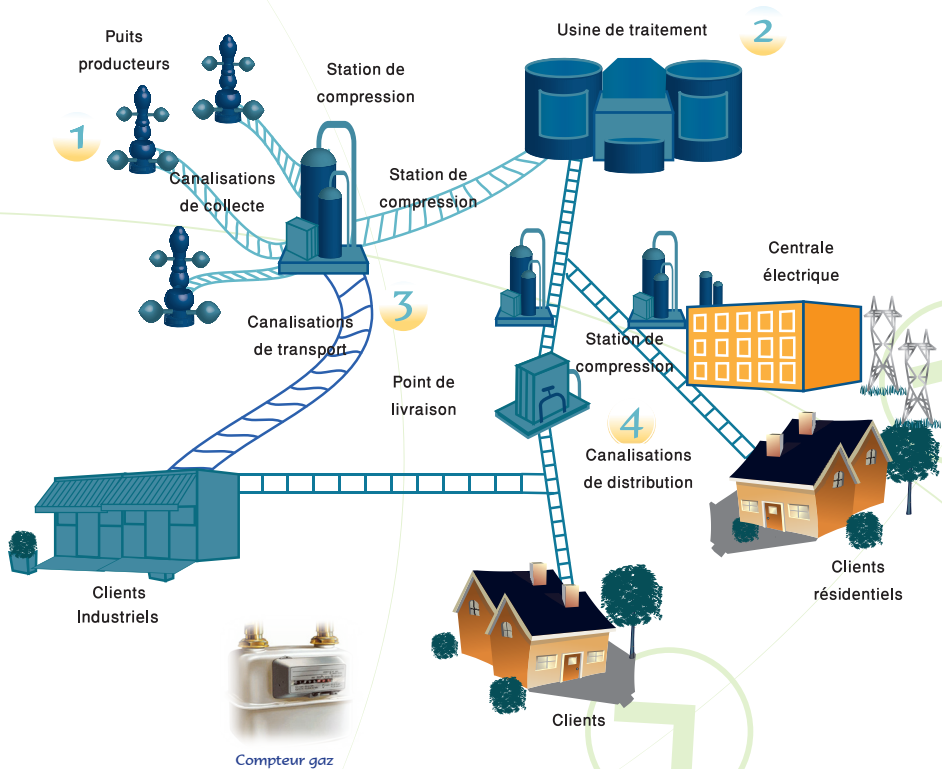 Puits
producteurs
1
Station de
compression
Usine de traitement
2
Canalisations
de collecte
Station de
compression
Centrale
électrique
3
Canalisations
de transport
Station de
compression
Point de
livraison
4
Canalisations
de distribution
Clients
Industriels
Clients
résidentiels
Clients
Compteur gaz